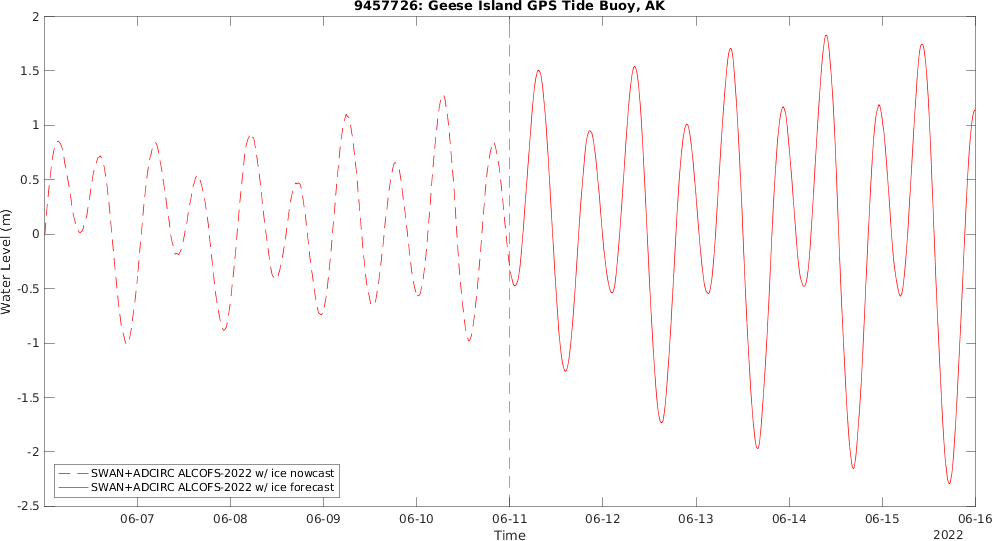 9457726: Geese Island GPS Tide Buoy, AK
Water Level (m)
2
1.5
1
0.5
0
-0.5
-1
-1.5
-2
-2.5
SWAN+ADCIRC ALCOFS-2022 w/ ice nowcast
SWAN+ADCIRC ALCOFS-2022 w/ ice forecast
06-07 06-08 06-09 06-10 06-11 06-12 06-13 06-14 06-15 06-16
Time
2022